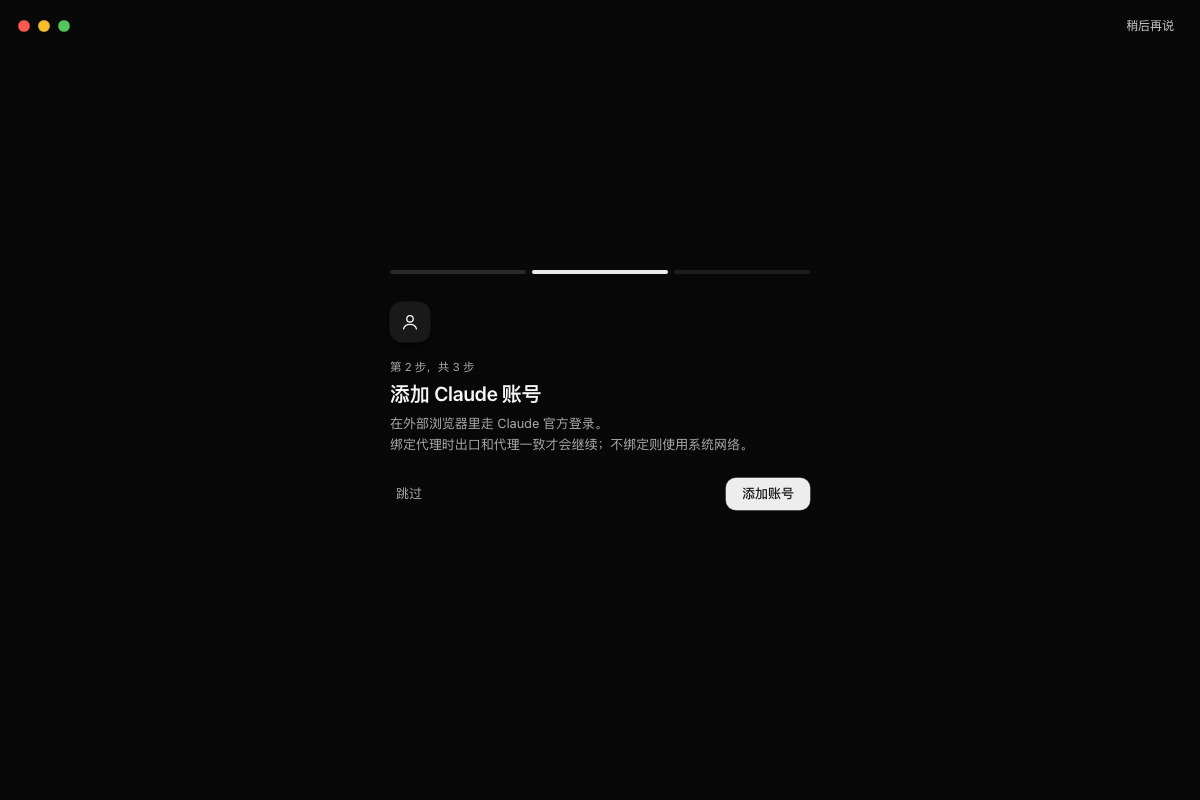 稍后再说
第 2 步，共 3 步
添加 Claude 账号
在外部浏览器里走 Claude 官方登录。
绑定代理时出口和代理一致才会继续；不绑定则使用系统网络。
跳过
添加账号